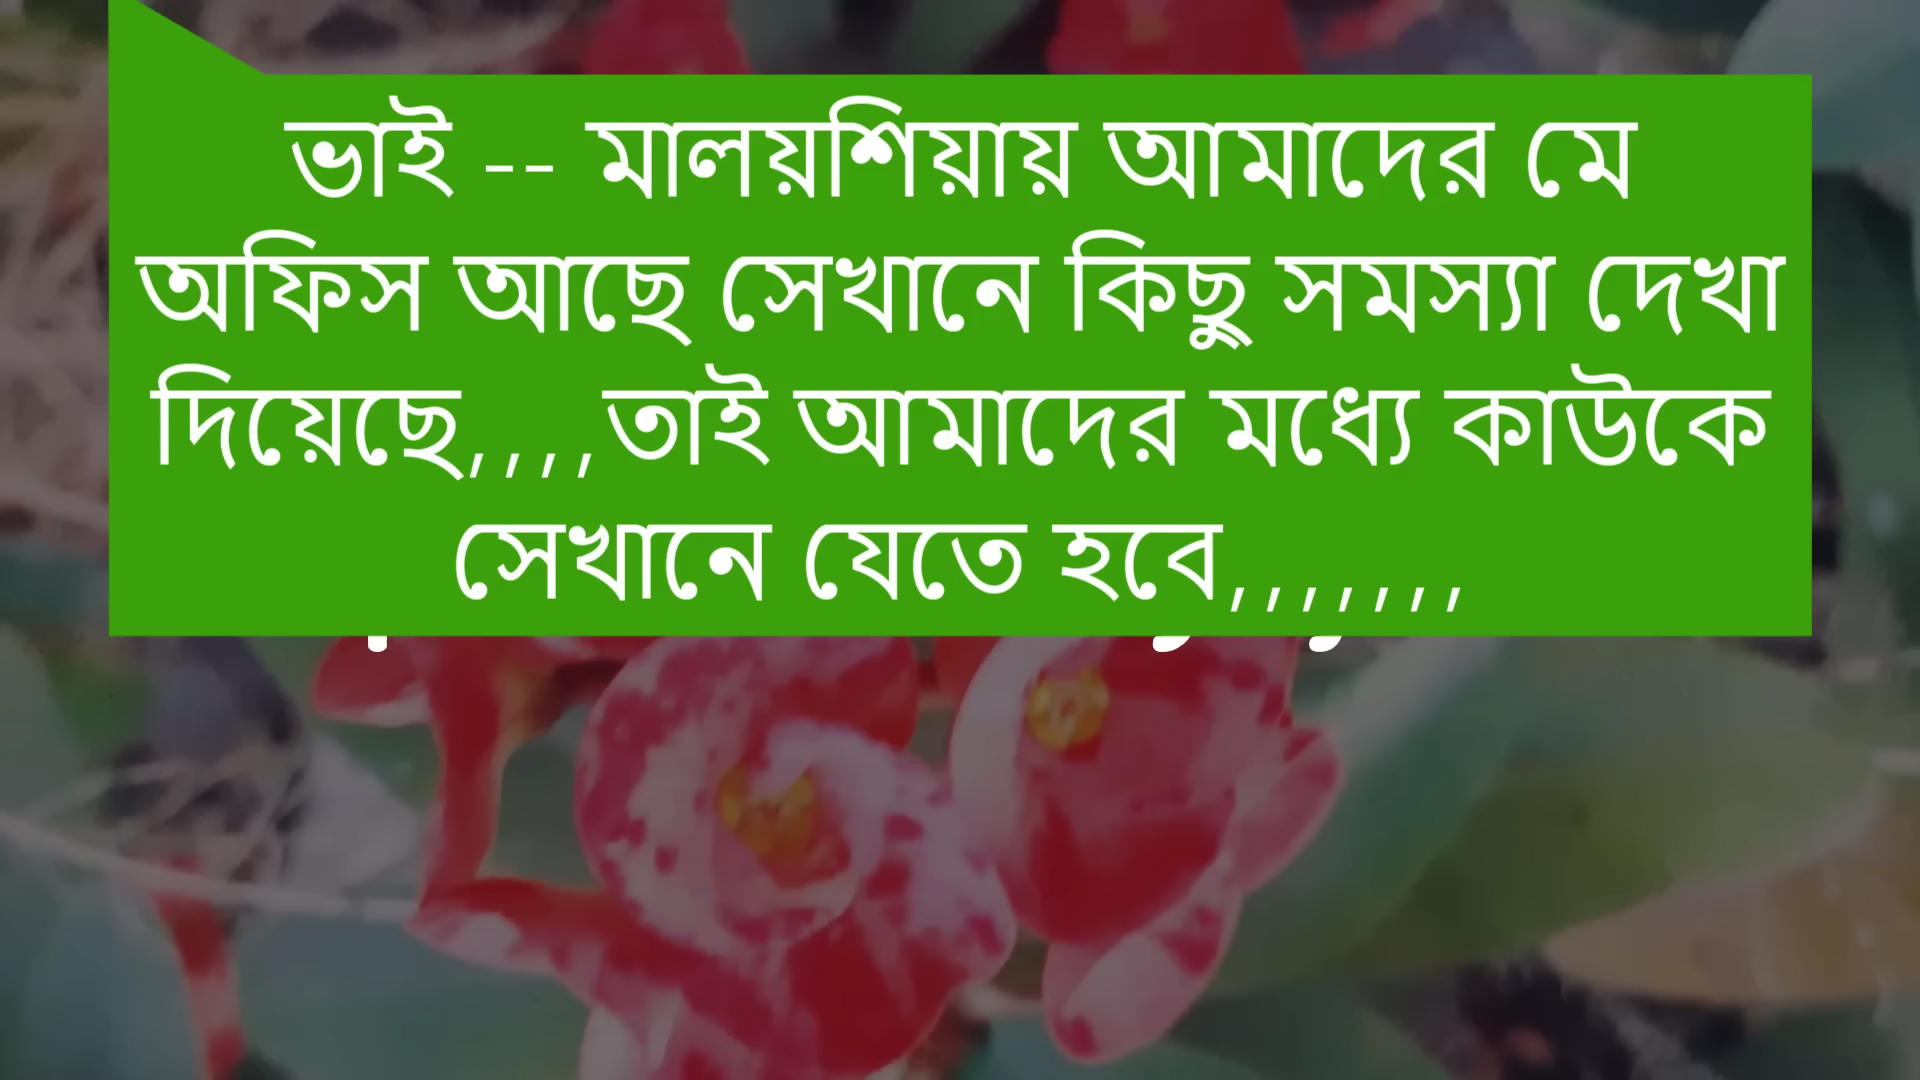 ভাই -- মালয়শিয়ায় আমাদের মে
অফিস আছে সেখানে কিছু সমস্যা দেখা
দিয়েছে,,,,তাই আমাদের মধ্যে কাউকে
সেখানে যেতে হবে,,,,,,,